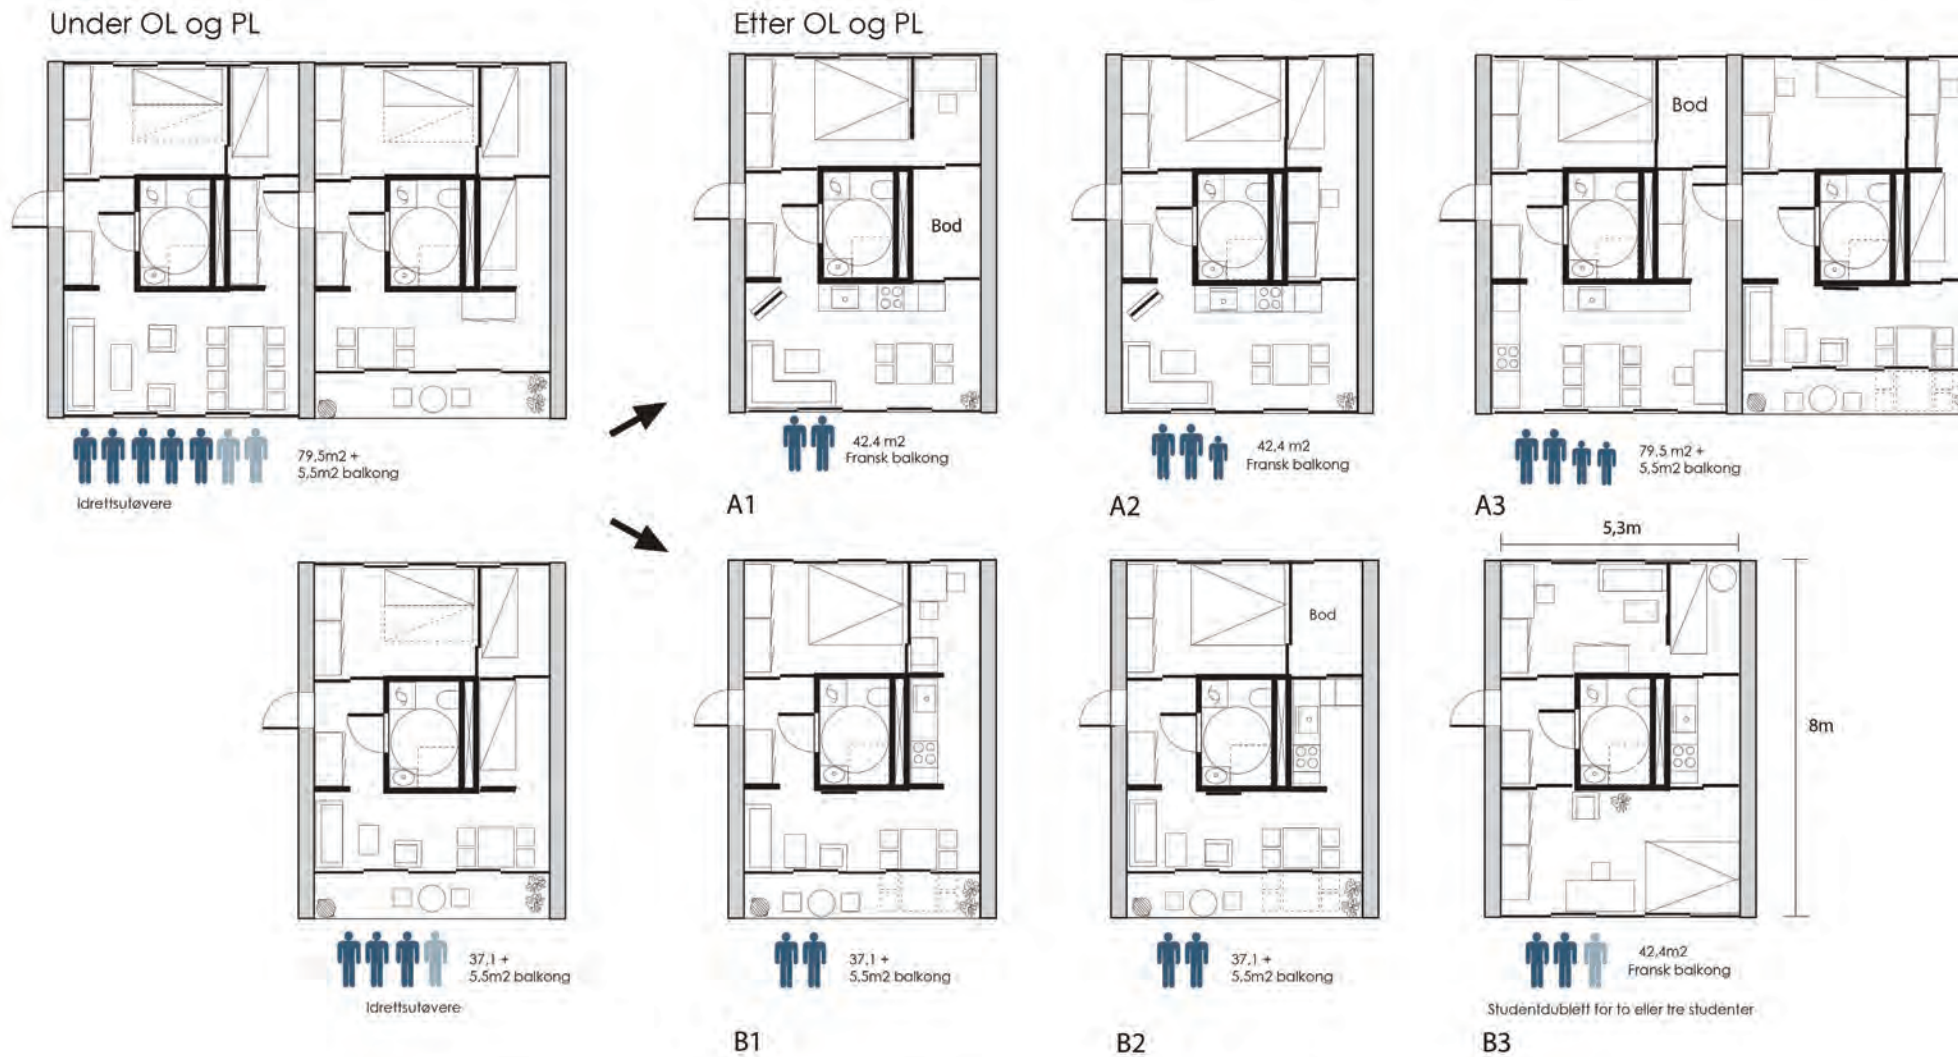 Under OL og PL
79,5m2 +
5,5m2 balkong
Idrettsutøvere
37,1 +
5,5m2 balkong
Idrettsutøvere
Etter OL og PL
Bod
42,4 m2
Fransk balkong
A1
42,4 m2
Fransk balkong
A2
Bod
79,5 m2 +
5,5m2 balkong
A3
37,1 +
5,5m2 balkong
B1
Bod
37,1 +
5,5m2 balkong
B2
5,3m
8m
42,4m2
Fransk balkong
Studentdublett for to eller tre studenter
B3